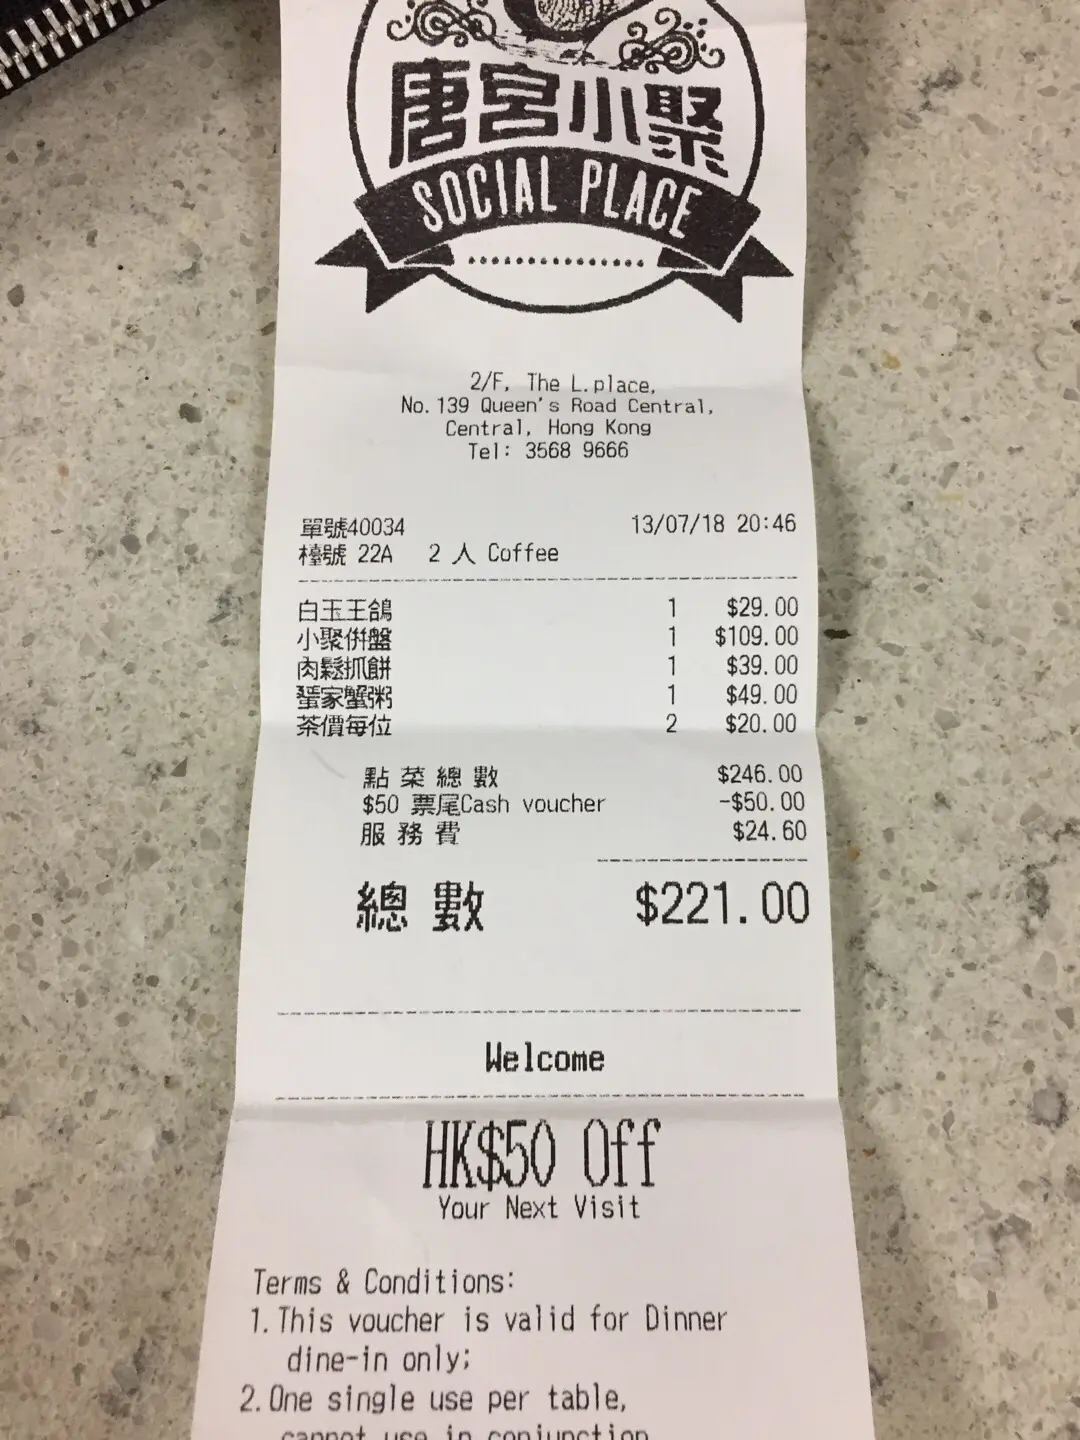 唐宮小聚
SOCIAL PLACE
2/F, The L.place,
No.139 Queen's Road Central,
Central, Hong Kong
Tel: 3568 9666
單號40034 13/07/18 20:46
檯號 22A 2 人 Coffee
白玉王鴿 1 $29.00
小聚併盤 1 $109.00
肉鬆抓餅 1 $39.00
蜑家蟹粥 1 $49.00
茶價每位 2 $20.00
點菜總數 $246.00
$50 票尾Cash voucher -$50.00
服務費 $24.60
總數 $221.00
Welcome
HK$50 Off
Your Next Visit
Terms & Conditions:
1.This voucher is valid for Dinner
dine-in only;
2.One single use per table,
cannot use in conjunction